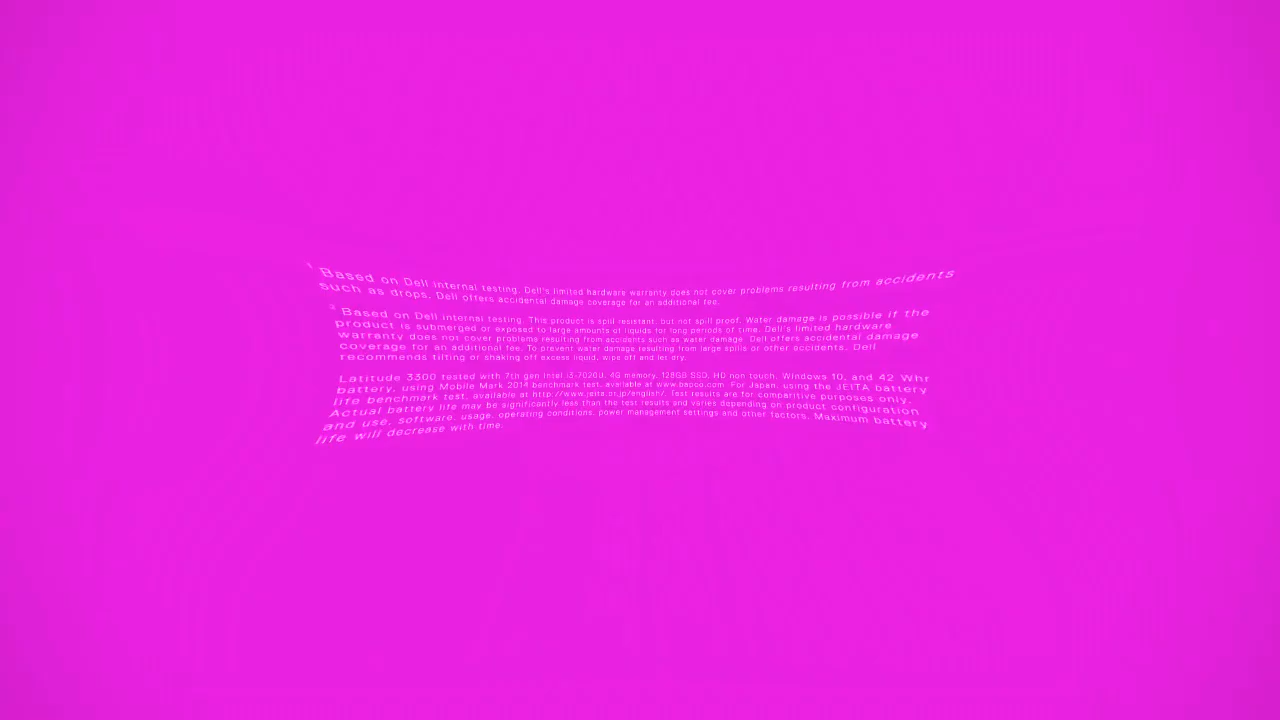 ¹ Based on Dell internal testing. Dell's limited hardware warranty does not cover problems resulting from accidents
such as drops. Dell offers accidental damage coverage for an additional fee.
² Based on Dell internal testing. This product is spill resistant, but not spill proof. Water damage is possible if the
product is submerged or exposed to large amounts of liquids for long periods of time. Dell's limited hardware
warranty does not cover problems resulting from accidents such as water damage. Dell offers accidental damage
coverage for an additional fee. To prevent water damage resulting from large spills or other accidents. Dell
recommends tilting or shaking off excess liquid, wipe off and let dry.
Latitude 3300 tested with 7th gen Intel i3-7020U, 4G memory, 128GB SSD, HD non touch, Windows 10, and 42 Whr
battery, using Mobile Mark 2014 benchmark test, available at www.bapco.com. For Japan, using the JEITA battery
life benchmark test, available at http://www.jeita.or.jp/english/. Test results are for comparitive purposes only.
Actual battery life may be significantly less than the test results and varies depending on product configuration
and use, software, usage, operating conditions, power management settings and other factors. Maximum battery
life will decrease with time.